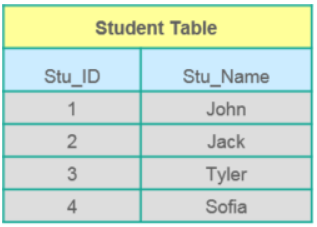 Student Table
Stu_ID Stu_Name
1 John
2 Jack
3 Tyler
4 Sofia